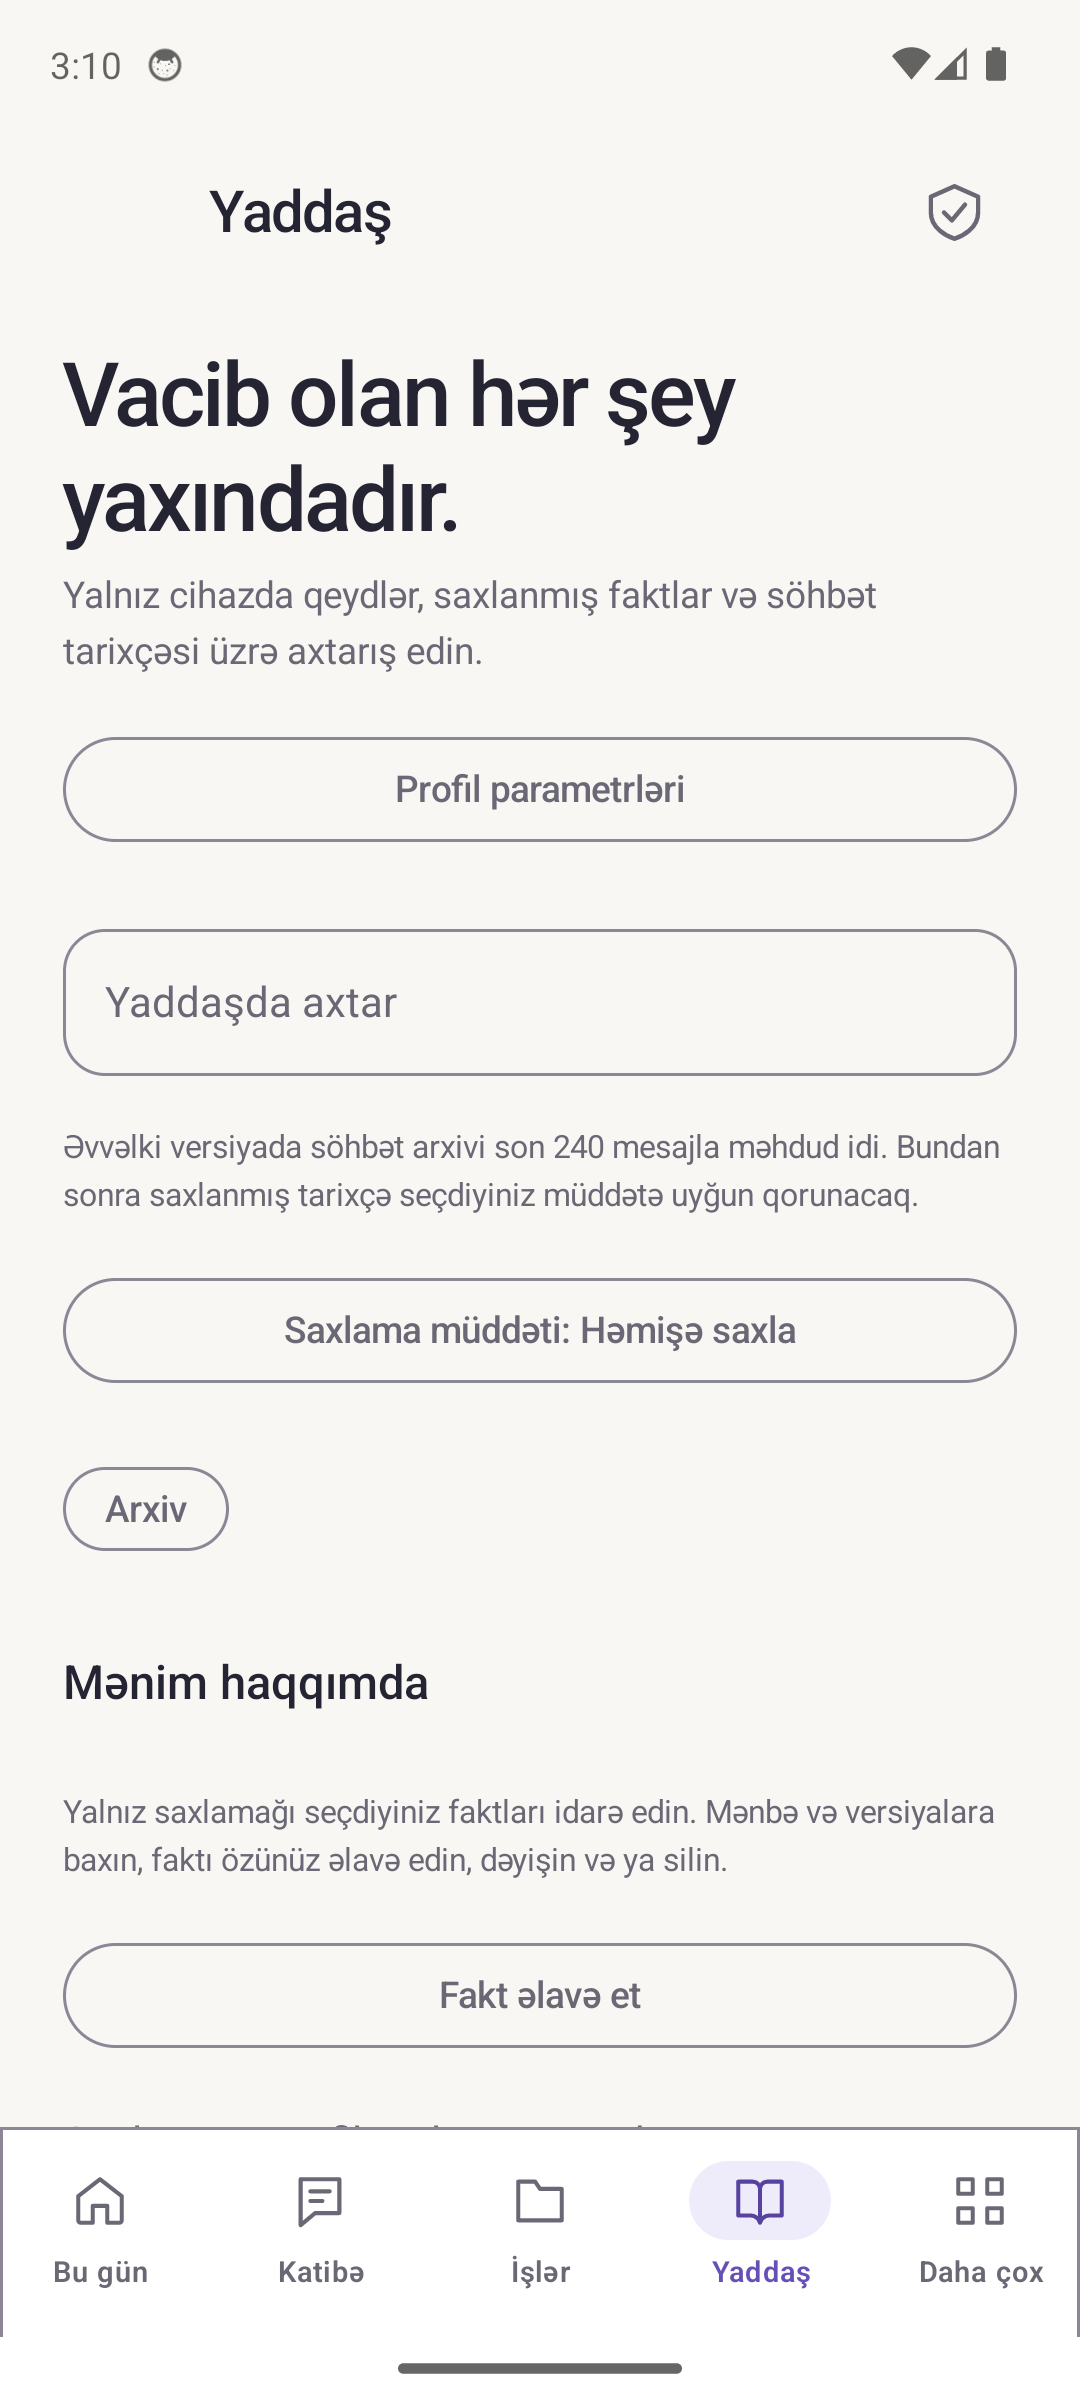 3:10
Yaddaş
Vacib olan hər şey
yaxındadır.
Yalnız cihazda qeydlər, saxlanmış faktlar və söhbət
tarixçəsi üzrə axtarış edin.
Profil parametrləri
Yaddaşda axtar
Əvvəlki versiyada söhbət arxivi son 240 mesajla məhdud idi. Bundan
sonra saxlanmış tarixçə seçdiyiniz müddətə uyğun qorunacaq.
Saxlama müddəti: Həmişə saxla
Arxiv
Mənim haqqımda
Yalnız saxlamağı seçdiyiniz faktları idarə edin. Mənbə və versiyalara
baxın, faktı özünüz əlavə edin, dəyişin və ya silin.
Fakt əlavə et
Bu gün
Katibə
İşlər
Yaddaş
Daha çox